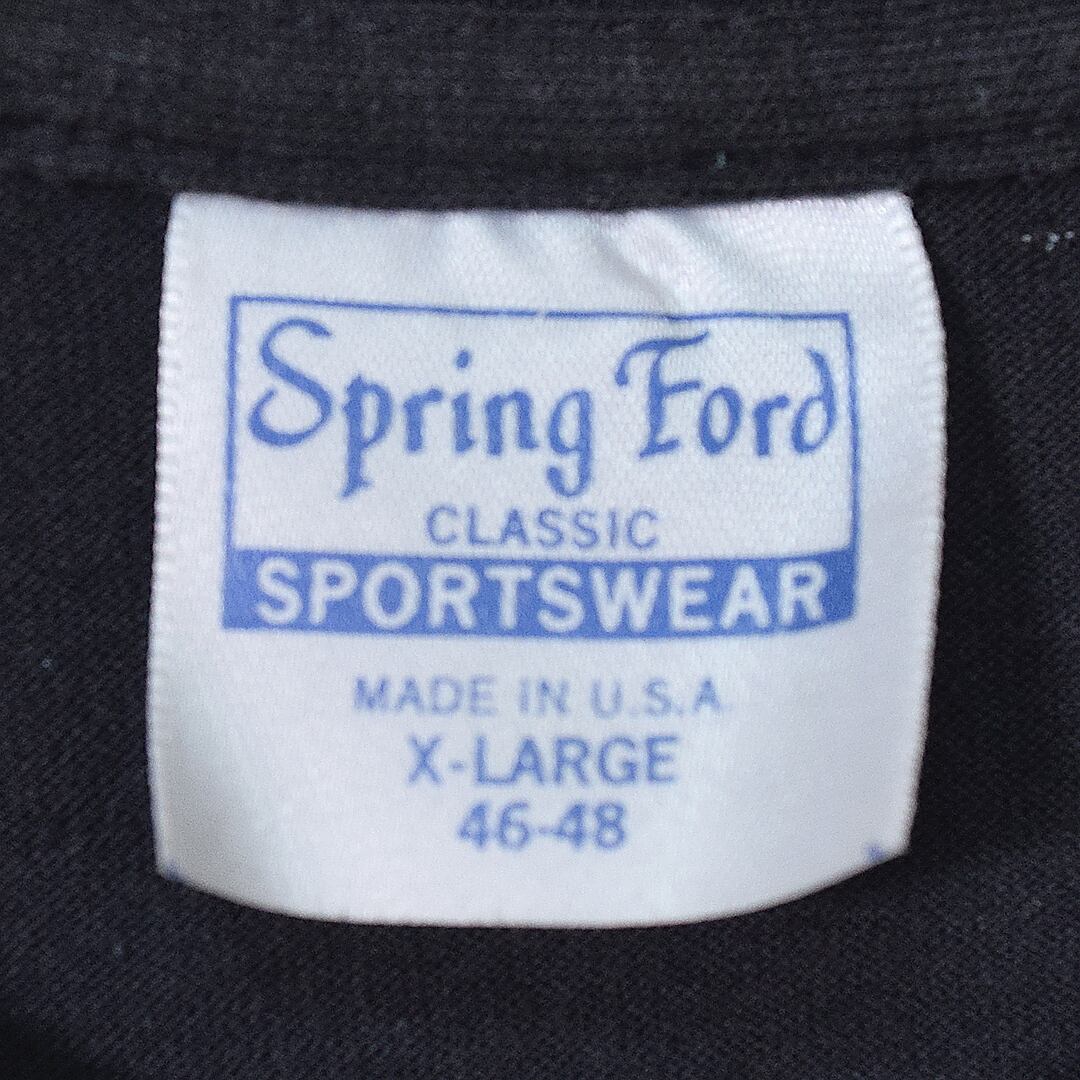 Spring Ford
CLASSIC
SPORTSWEAR
MADE IN U.S.A.
X-LARGE
46-48